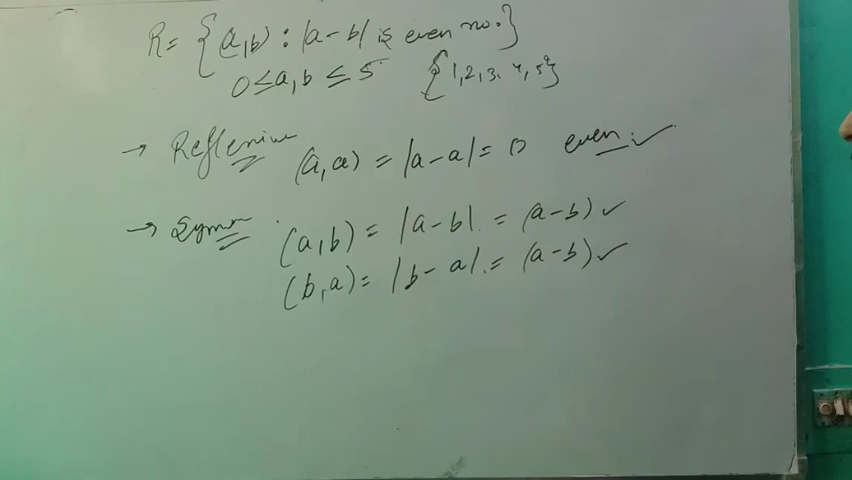 R = {(a,b) : |a-b| is even no.}
0 ≤ a,b ≤ 5 {1,2,3,4,5}
→ Reflexive (a,a) = |a-a| = 0 even. ✓
→ Symm (a,b) = |a-b| = (a-b) ✓
(b,a) = |b-a| = (a-b) ✓